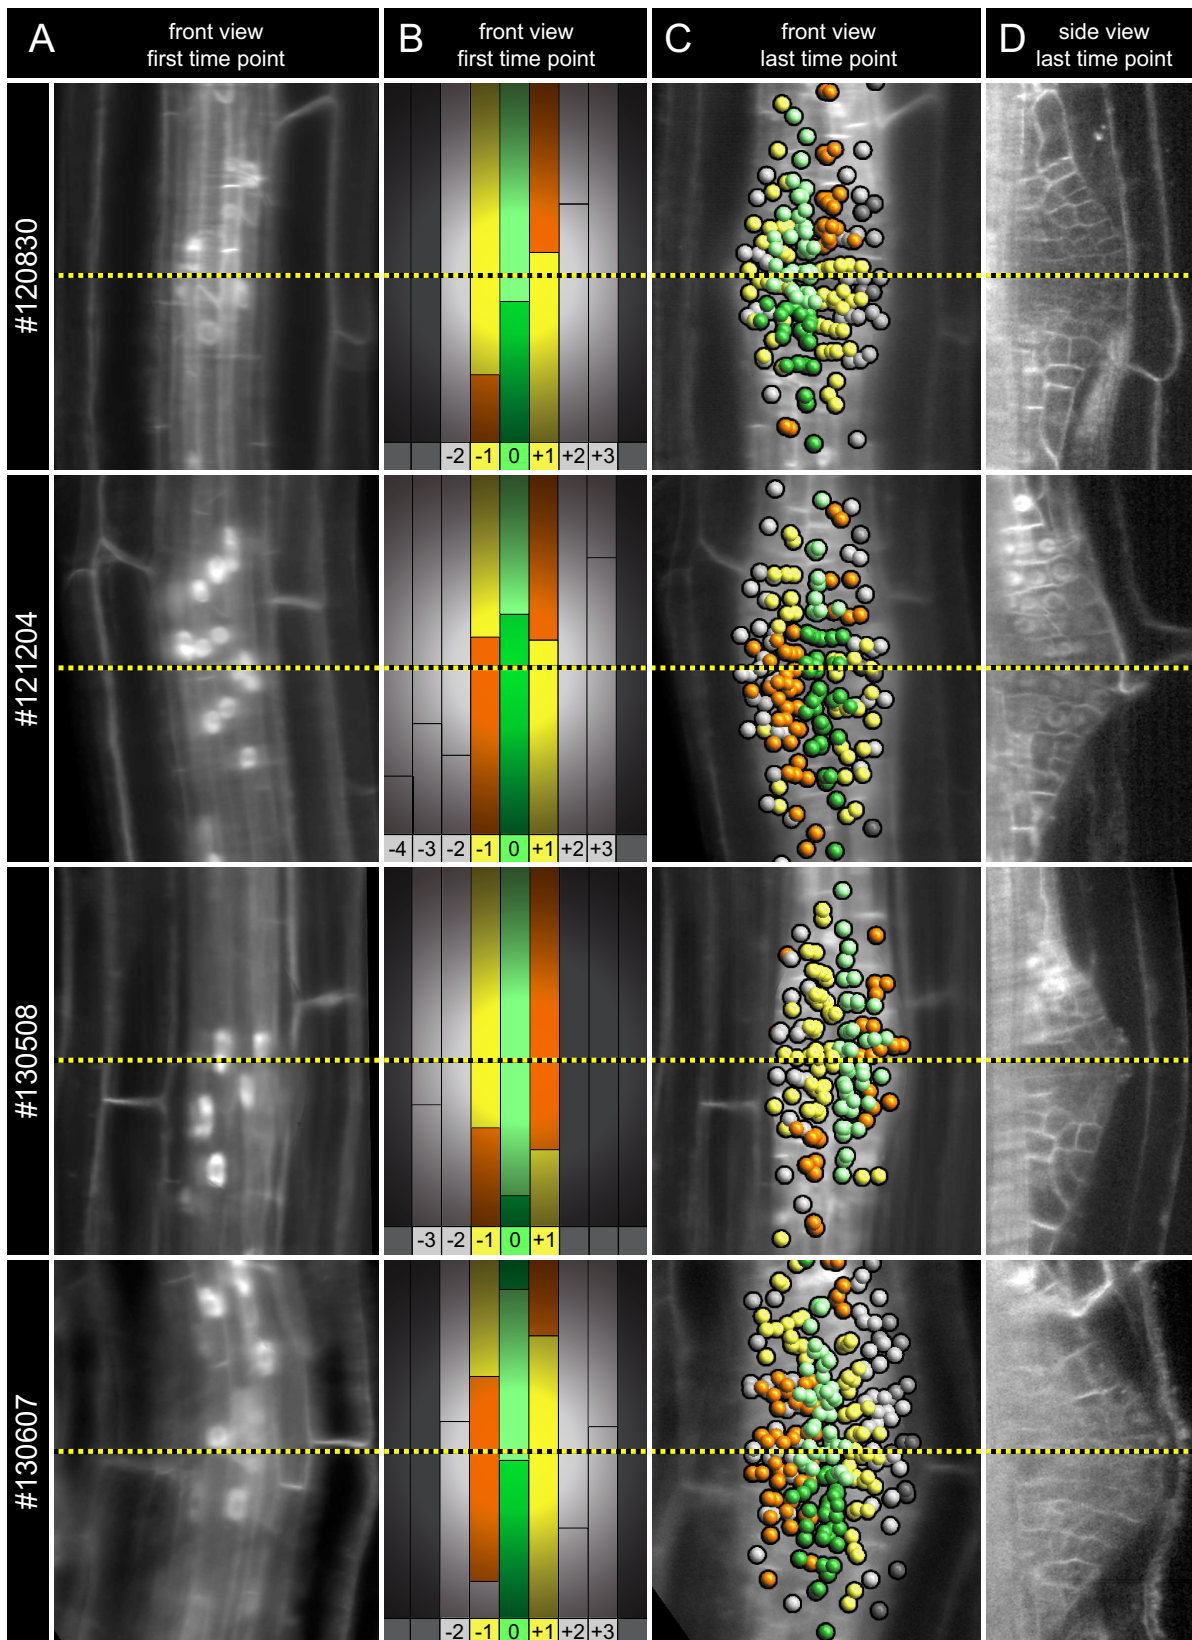 A
front view
first time point
B
front view
first time point
C
front view
last time point
D
side view
last time point
#120830
-2 -1 0 +1 +2 +3
#121204
-4 -3 -2 -1 0 +1 +2 +3
#130508
-3 -2 -1 0 +1
#130607
-2 -1 0 +1 +2 +3